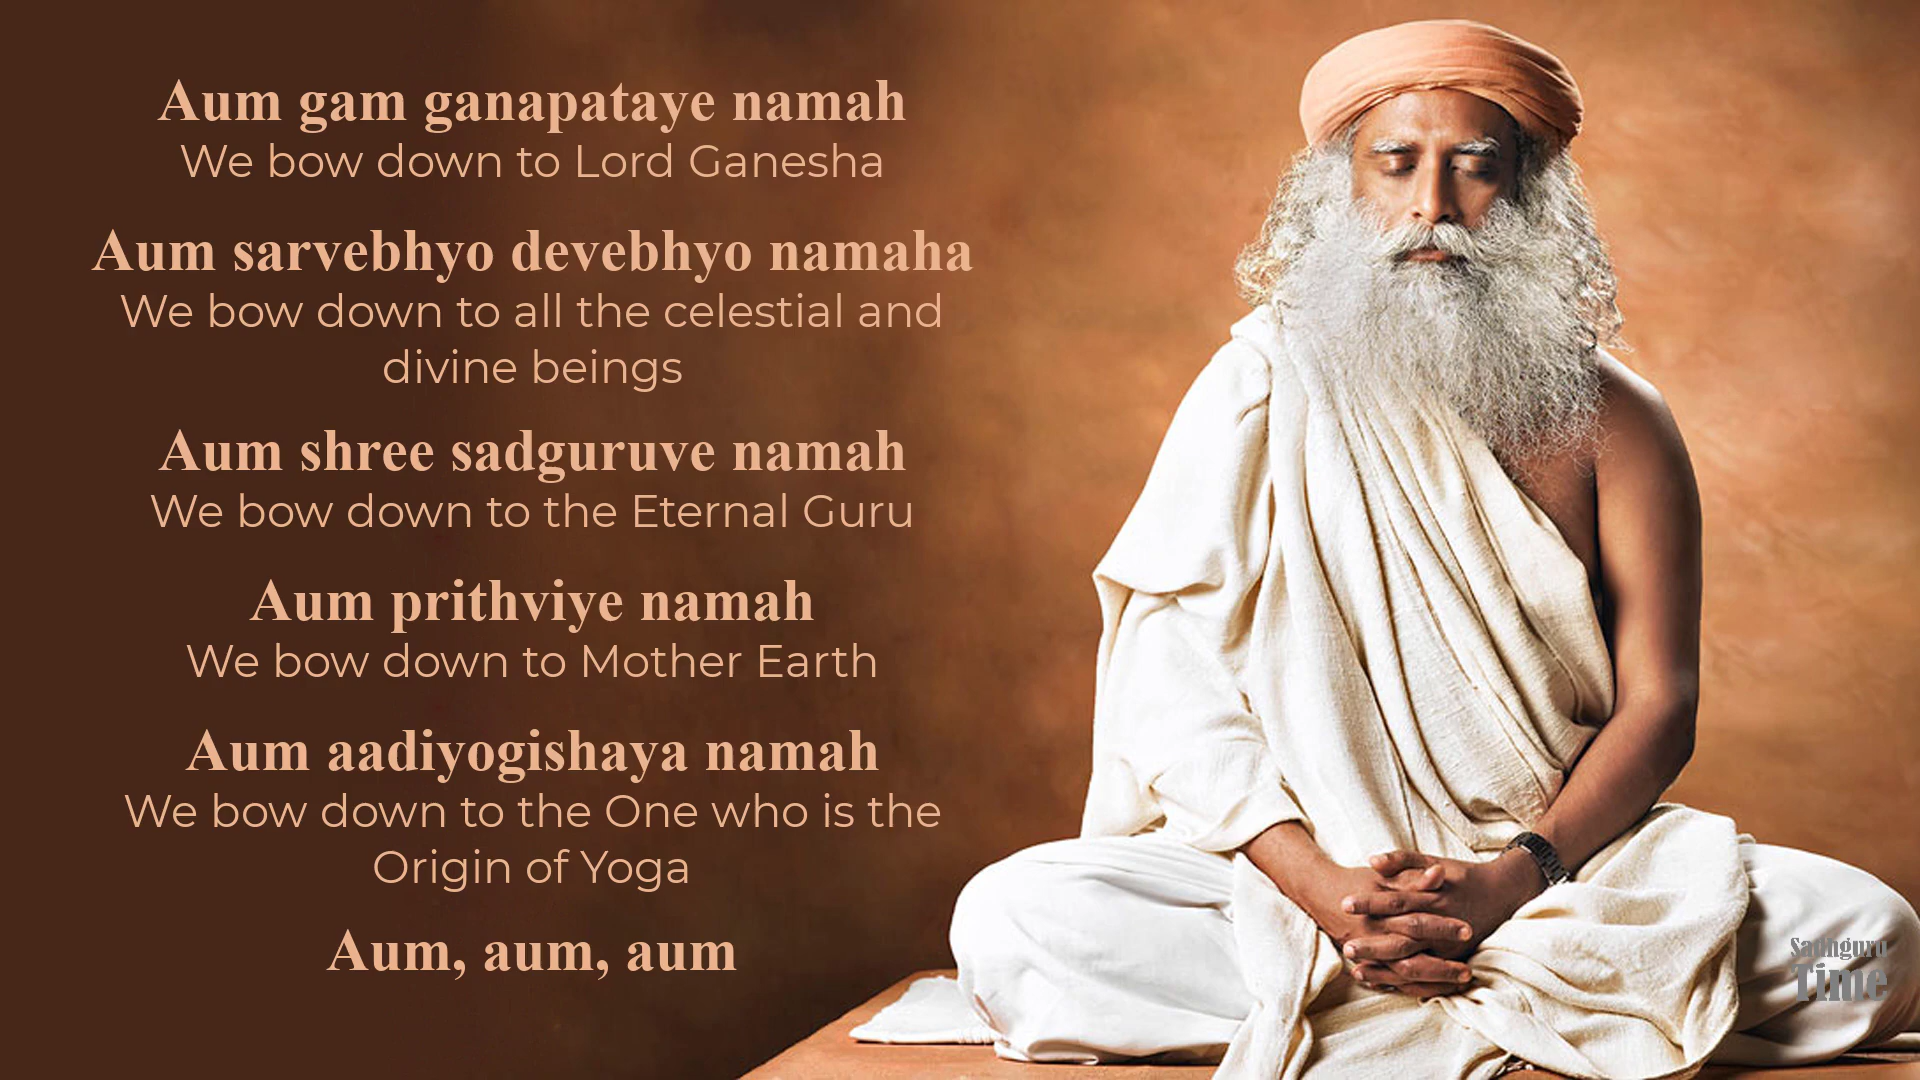 Aum gam ganapataye namah
We bow down to Lord Ganesha
Aum sarvebhyo devebhyo namaha
We bow down to all the celestial and
divine beings
Aum shree sadguruve namah
We bow down to the Eternal Guru
Aum prithviye namah
We bow down to Mother Earth
Aum aadiyogishaya namah
We bow down to the One who is the
Origin of Yoga
Aum, aum, aum
Sadhguru
Time